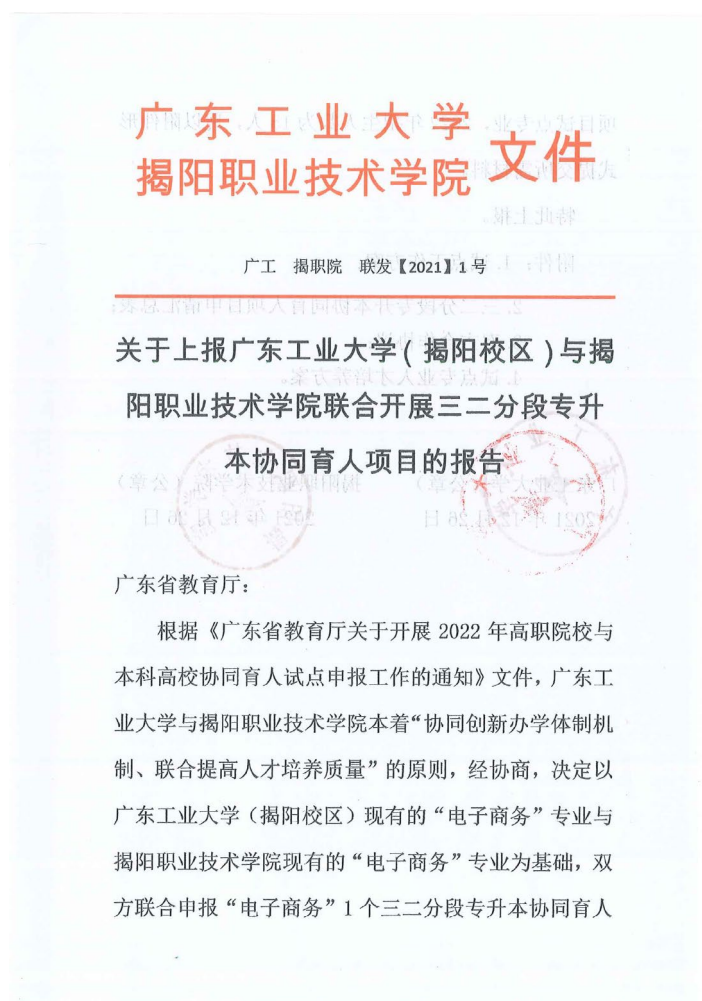 广东工业大学
揭阳职业技术学院
文件
广工 揭职院 联发【2021】1号
关于上报广东工业大学(揭阳校区)与揭
阳职业技术学院联合开展三二分段专升
本协同育人项目的报告
广东省教育厅：
根据《广东省教育厅关于开展 2022 年高职院校与
本科高校协同育人试点申报工作的通知》文件，广东工
业大学与揭阳职业技术学院本着“协同创新办学体制机
制、联合提高人才培养质量”的原则，经协商，决定以
广东工业大学（揭阳校区）现有的“电子商务”专业与
揭阳职业技术学院现有的“电子商务”专业为基础，双
方联合申报“电子商务”1 个三二分段专升本协同育人